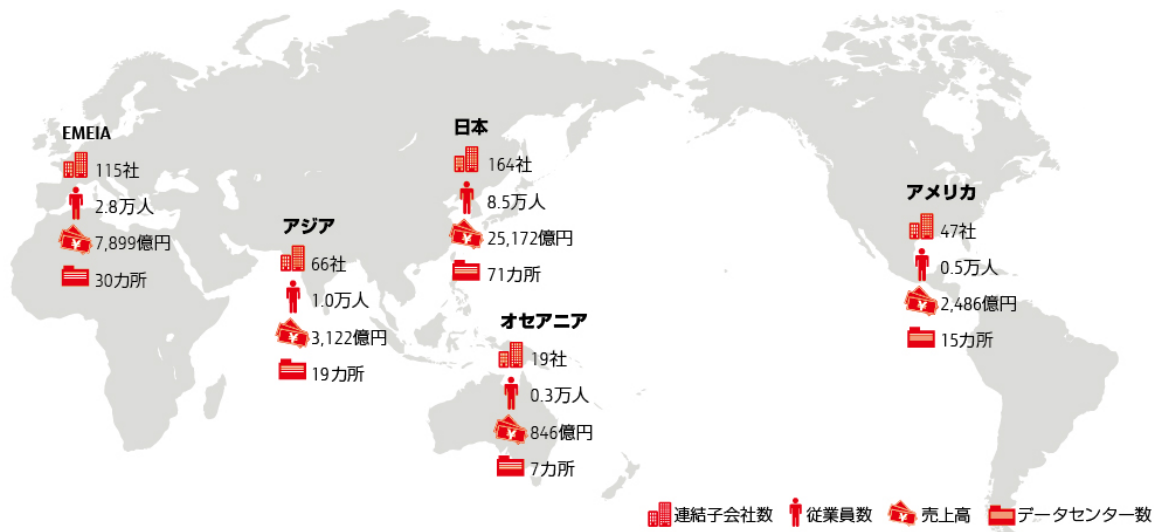 EMEIA
115社
2.8万人
7,899億円
30カ所
アジア
66社
1.0万人
3,122億円
19カ所
日本
164社
8.5万人
25,172億円
71カ所
オセアニア
19社
0.3万人
846億円
7カ所
アメリカ
47社
0.5万人
2,486億円
15カ所
連結子会社数 従業員数 売上高 データセンター数